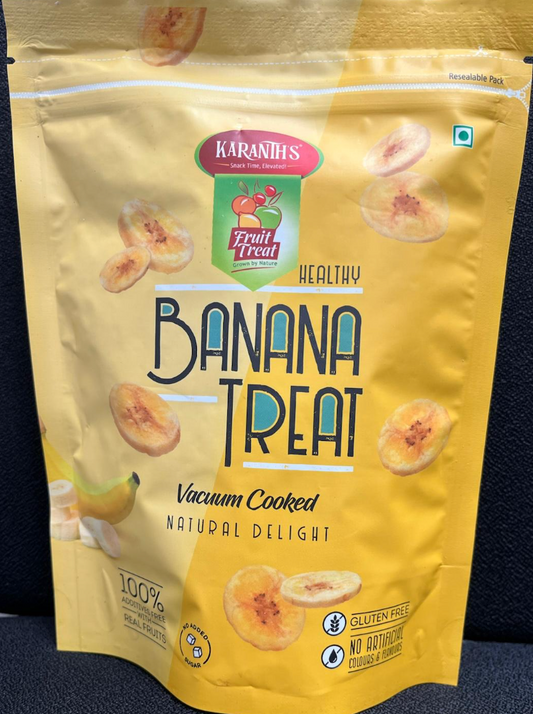 Resealable Pack
KARANTH'S®
Snack Time, Elevated!
Fruit
Treat
Grown by Nature
HEALTHY
BANANA
TREAT
Vacuum Cooked
NATURAL DELIGHT
100%
ADDITIVES FREE
WITH
REAL FRUITS
NO ADDED
SUGAR
GLUTEN FREE
NO ARTIFICIAL
COLOURS & FLAVOURS